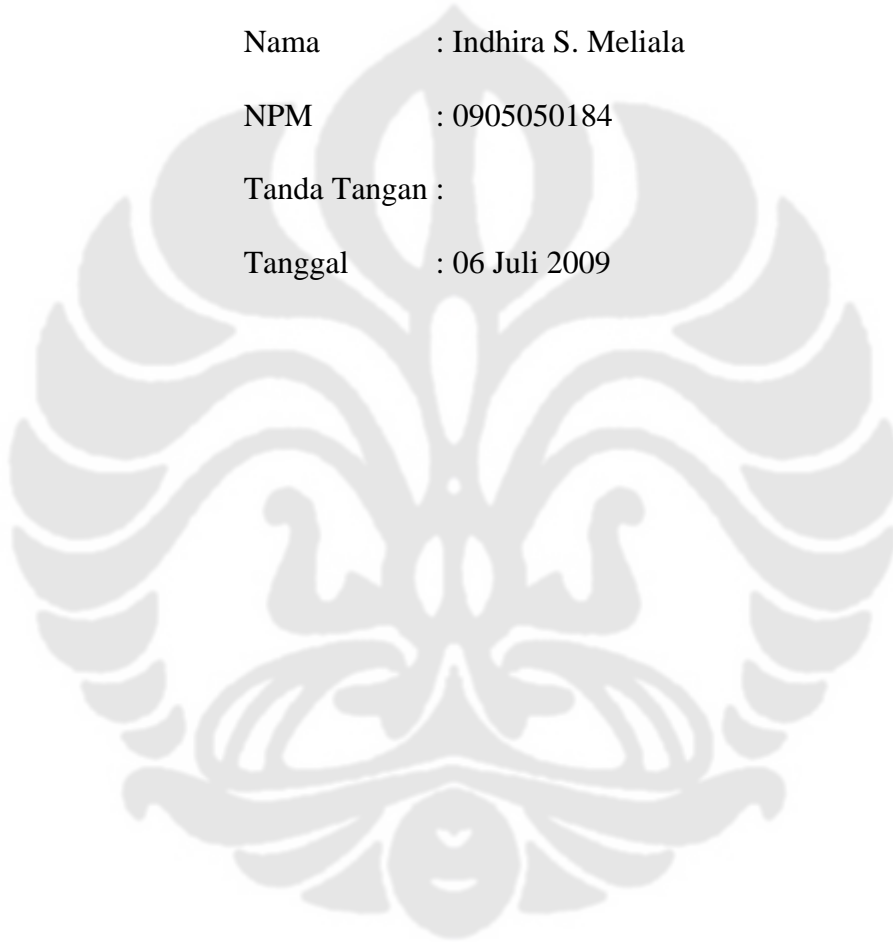 Nama : Indhira S. Meliala
NPM : 0905050184
Tanda Tangan :
Tanggal : 06 Juli 2009